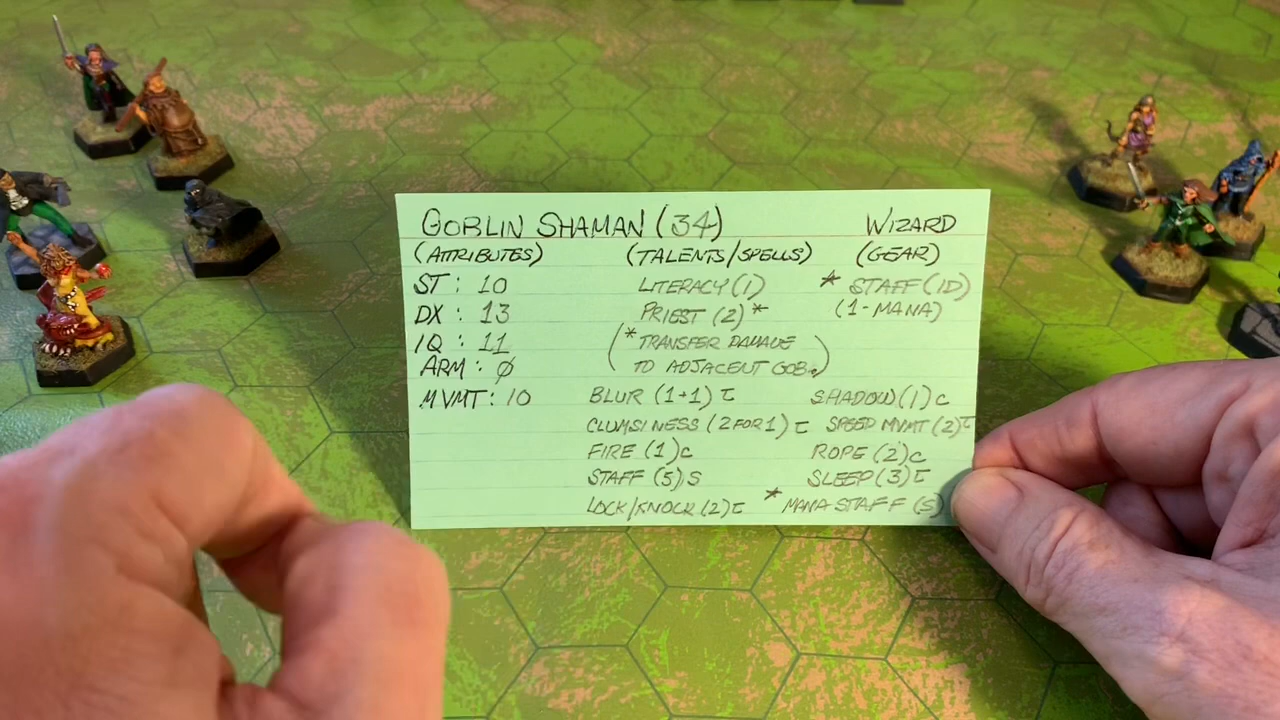 GOBLIN SHAMAN (34) WIZARD
(ATTRIBUTES) (TALENTS/SPELLS) (GEAR)
ST: 10 LITERACY (1) * STAFF (1D)
DX: 13 PRIEST (2)* (1-MANA)
IQ: 11 (*TRANSFER DAMAGE
ARM: Ø TO ADJACENT GOB.)
MVMT: 10 BLUR (1+1) T SHADOW (1) C
CLUMSINESS (2 FOR 1) T SPEED MVMT (2) T
FIRE (1) C ROPE (2) C
STAFF (5) S SLEEP (3) T
LOCK/KNOCK (2) T * MANA STAFF (S)